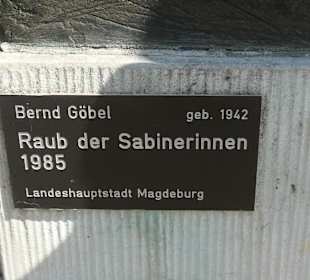 Bernd Göbel geb. 1942
Raub der Sabinerinnen
1985
Landeshauptstadt Magdeburg